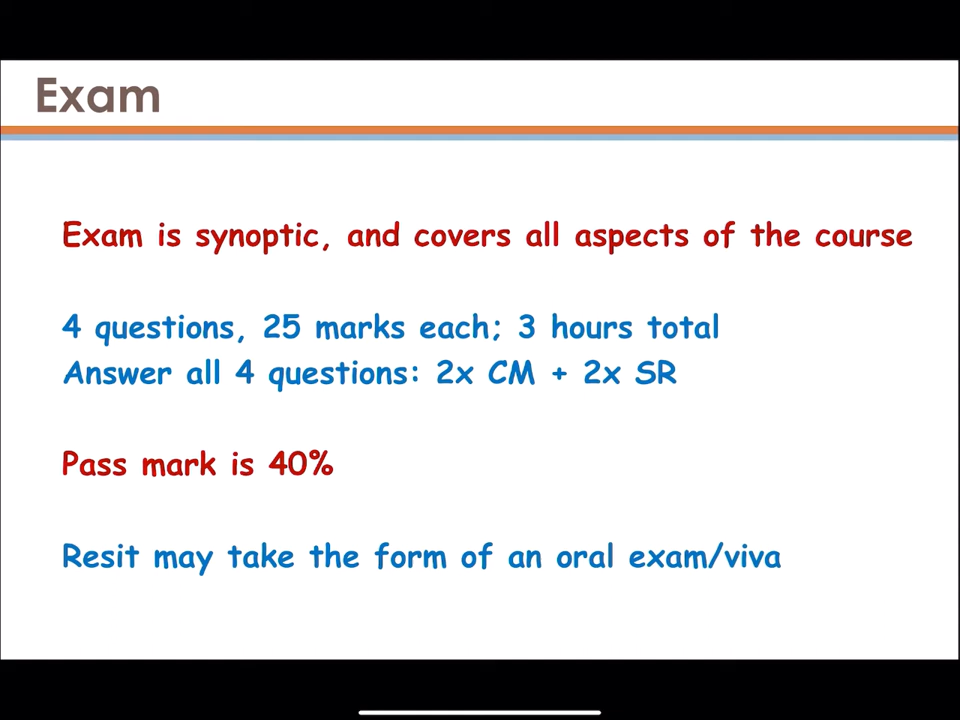 Exam
Exam is synoptic, and covers all aspects of the course
4 questions, 25 marks each; 3 hours total
Answer all 4 questions: 2x CM + 2x SR
Pass mark is 40%
Resit may take the form of an oral exam/viva